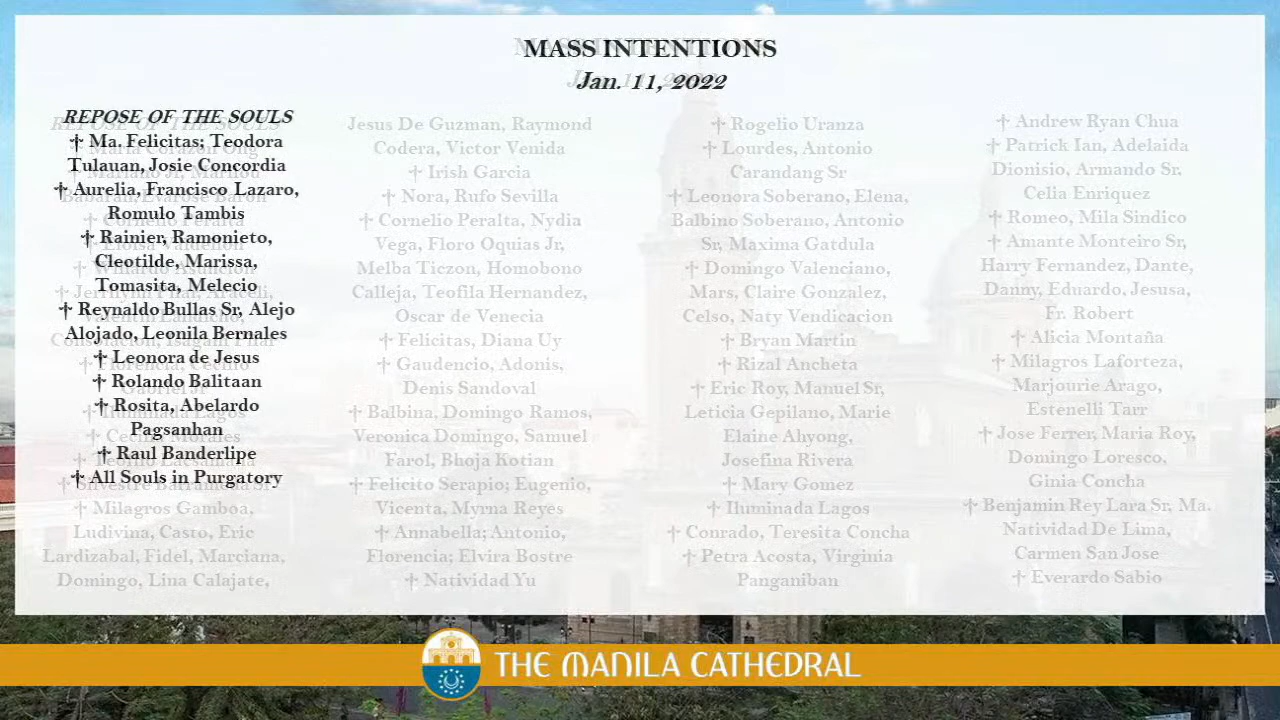 MASS INTENTIONS
Jan. 11, 2022
REPOSE OF THE SOULS
✝ Ma. Felicitas; Teodora
Tulauan, Josie Concordia
✝ Aurelia, Francisco Lazaro,
Romulo Tambis
✝ Rainier, Ramonieto,
Cleotilde, Marissa,
Tomasita, Melecio
✝ Reynaldo Bullas Sr, Alejo
Alojado, Leonila Bernales
✝ Leonora de Jesus
✝ Rolando Balitaan
✝ Rosita, Abelardo
Pagsanhan
✝ Raul Banderlipe
✝ All Souls in Purgatory
✝ Milagros Gamboa,
Ludivina, Casto, Eric
Lardizabal, Fidel, Marciana,
Domingo, Lina Calajate,
Jesus De Guzman, Raymond
Codera, Victor Venida
✝ Irish Garcia
✝ Nora, Rufo Sevilla
✝ Cornelio Peralta, Nydia
Vega, Floro Oquias Jr,
Melba Ticzon, Homobono
Calleja, Teofila Hernandez,
Oscar de Venecia
✝ Felicitas, Diana Uy
✝ Gaudencio, Adonis,
Denis Sandoval
✝ Balbina, Domingo Ramos,
Veronica Domingo, Samuel
Farol, Bhoja Kotian
✝ Felicito Serapio; Eugenio,
Vicenta, Myrna Reyes
✝ Annabella; Antonio,
Florencia; Elvira Bostre
✝ Natividad Yu
✝ Rogelio Uranza
✝ Lourdes, Antonio
Carandang Sr
✝ Leonora Soberano, Elena,
Balbino Soberano, Antonio
Sr, Maxima Gatdula
✝ Domingo Valenciano,
Mars, Claire Gonzalez,
Celso, Naty Vendicacion
✝ Bryan Martin
✝ Rizal Ancheta
✝ Eric Roy, Manuel Sr,
Leticia Gepilano, Marie
Elaine Ahyong,
Josefina Rivera
✝ Mary Gomez
✝ Iluminada Lagos
✝ Conrado, Teresita Concha
✝ Petra Acosta, Virginia
Panganiban
✝ Andrew Ryan Chua
✝ Patrick Ian, Adelaida
Dionisio, Armando Sr,
Celia Enriquez
✝ Romeo, Mila Sindico
✝ Amante Monteiro Sr,
Harry Fernandez, Dante,
Danny, Eduardo, Jesusa,
Fr. Robert
✝ Alicia Montaña
✝ Milagros Laforteza,
Marjourie Arago,
Estenelli Tarr
✝ Jose Ferrer, Maria Roy,
Domingo Loresco,
Ginia Concha
✝ Benjamin Rey Lara Sr, Ma.
Natividad De Lima,
Carmen San Jose
✝ Everardo Sabio
THE MANILA CATHEDRAL